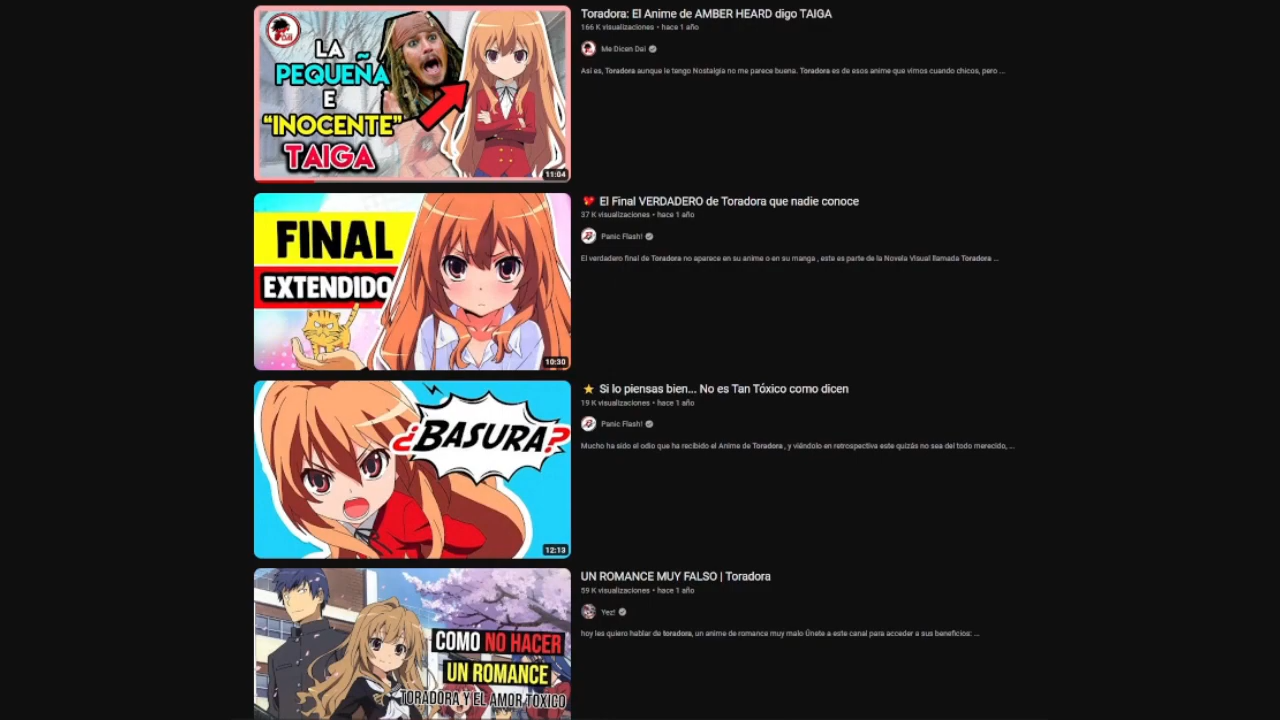 LA
PEQUEÑA
E
"INOCENTE"
TAIGA
11:04
Toradora: El Anime de AMBER HEARD digo TAIGA
166 K visualizaciones • hace 1 año
Me Dicen Dai
Asi es, Toradora aunque le tengo Nostalgia no me parece buena. Toradora es de esos anime que vimos cuando chicos, pero ...
FINAL
EXTENDIDO
10:30
El Final VERDADERO de Toradora que nadie conoce
37 K visualizaciones • hace 1 año
Panic Flash!
El verdadero final de Toradora no aparece en su anime o en su manga , este es parte de la Novela Visual llamada Toradora ...
¿BASURA?
12:13
Si lo piensas bien... No es Tan Tóxico como dicen
19 K visualizaciones • hace 1 año
Panic Flash!
Mucho ha sido el odio que ha recibido el Anime de Toradora , y viéndolo en retrospectiva este quizás no sea del todo merecido, ...
COMO NO HACER
UN ROMANCE
TORADORA Y EL AMOR TOXICO
UN ROMANCE MUY FALSO | Toradora
59 K visualizaciones • hace 1 año
Yez!
hoy les quiero hablar de toradora, un anime de romance muy malo Únete a este canal para acceder a sus beneficios: ...